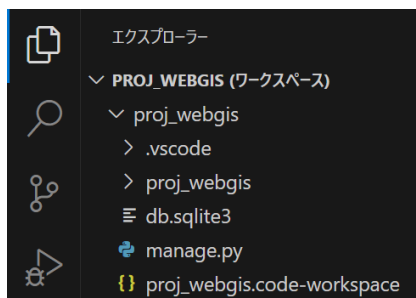 エクスプローラー
PROJ_WEBGIS (ワークスペース)
proj_webgis
.vscode
proj_webgis
db.sqlite3
manage.py
proj_webgis.code-workspace